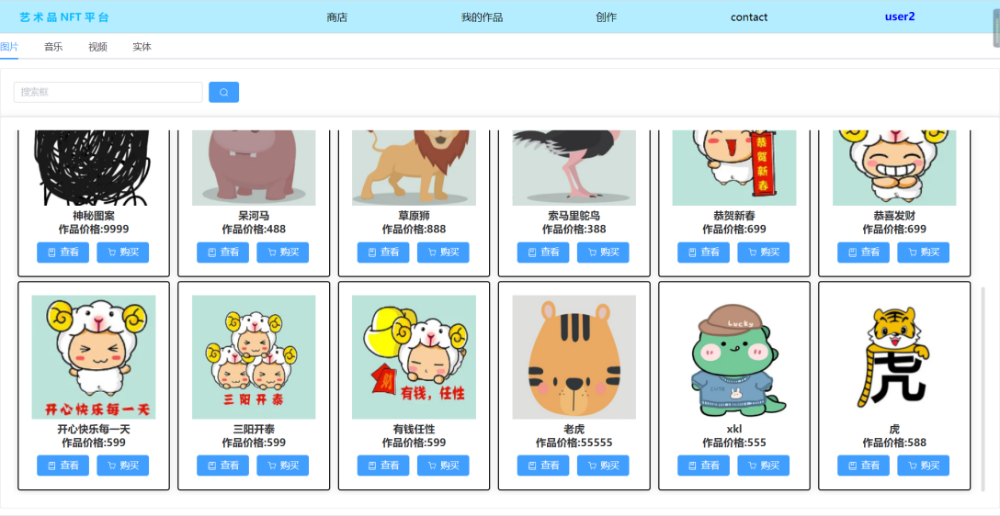 艺术品NFT平台 商店 我的作品 创作 contact user2
图片 音乐 视频 实体
搜索框
恭贺新春
神秘图案 呆河马 草原狮 索马里鸵鸟 恭贺新春 恭喜发财
作品价格:9999 作品价格:488 作品价格:888 作品价格:388 作品价格:699 作品价格:699
查看 购买 查看 购买 查看 购买 查看 购买 查看 购买 查看 购买
Lucky
财
CUTE
虎
有钱，任性
三阳开泰
开心快乐每一天
开心快乐每一天 三阳开泰 有钱任性 老虎 xkl 虎
作品价格:599 作品价格:599 作品价格:599 作品价格:55555 作品价格:555 作品价格:588
查看 购买 查看 购买 查看 购买 查看 购买 查看 购买 查看 购买